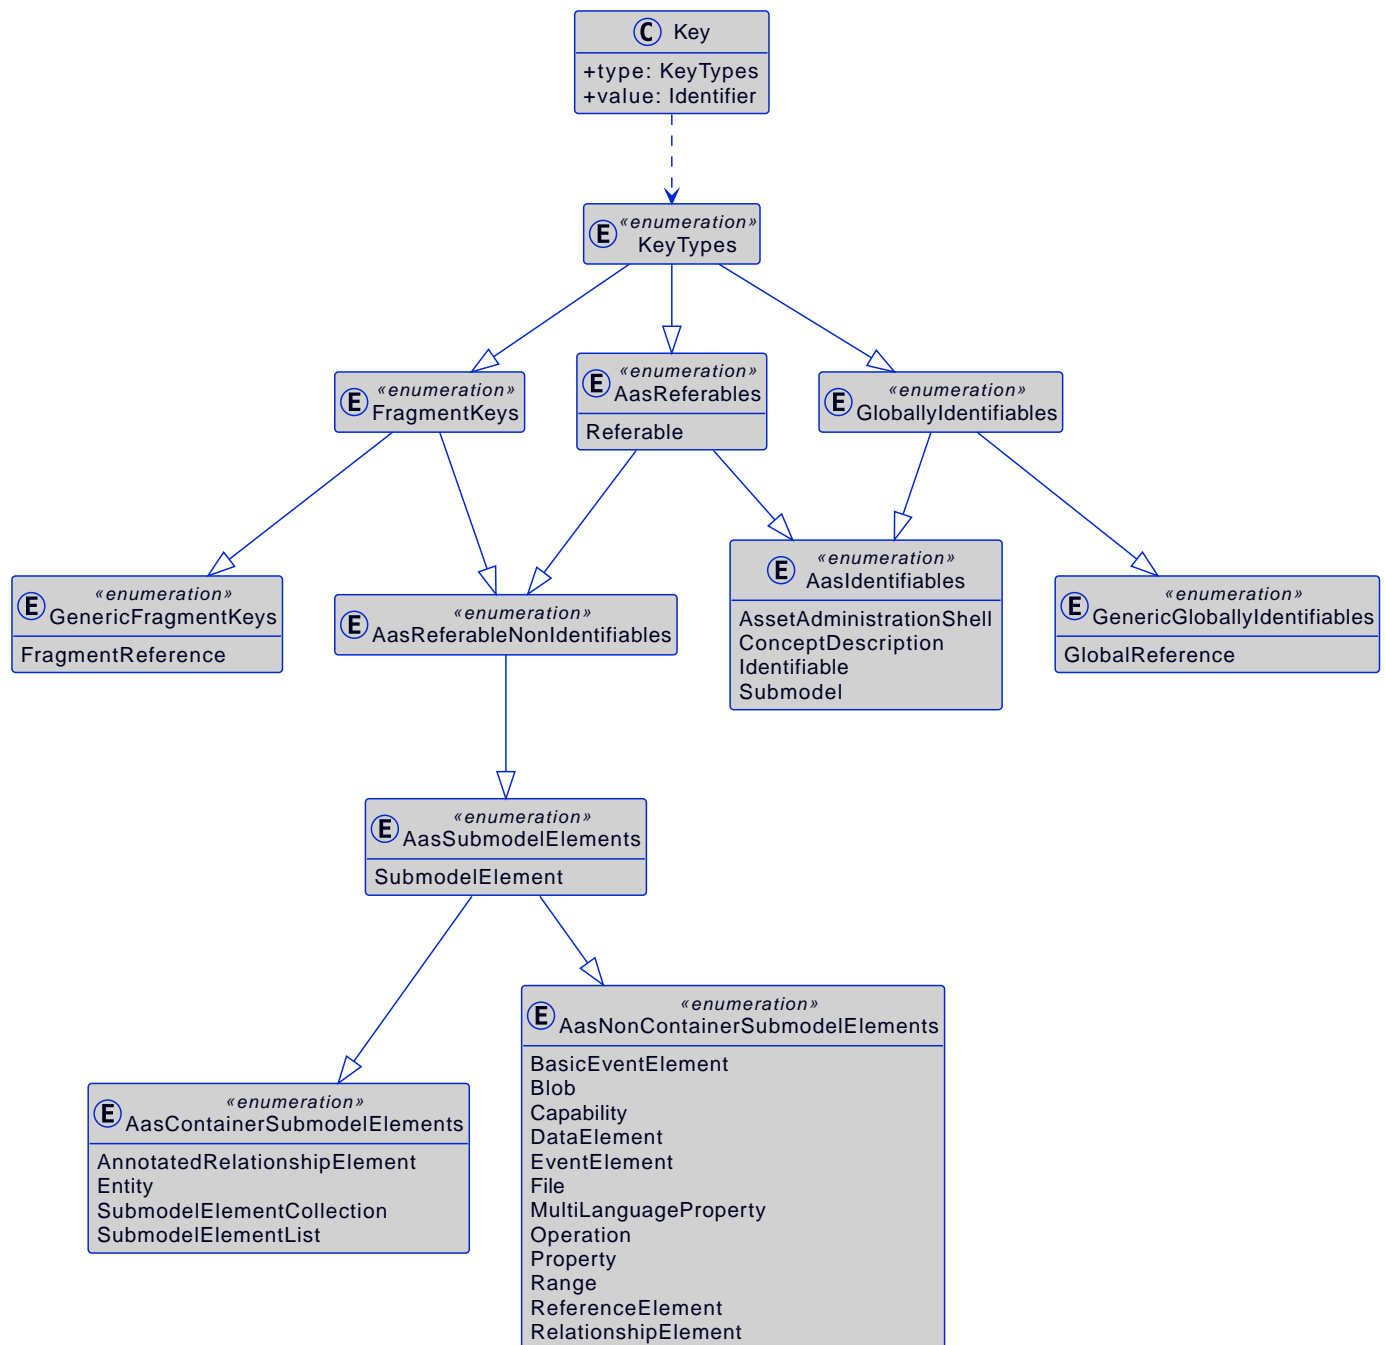 C Key
+type: KeyTypes
+value: Identifier
«enumeration»
E KeyTypes
«enumeration»
E FragmentKeys
«enumeration»
E AasReferables
Referable
«enumeration»
E GloballyIdentifiables
«enumeration»
E GenericFragmentKeys
FragmentReference
«enumeration»
E AasReferableNonIdentifiables
«enumeration»
E AasIdentifiables
AssetAdministrationShell
ConceptDescription
Identifiable
Submodel
«enumeration»
E GenericGloballyIdentifiables
GlobalReference
«enumeration»
E AasSubmodelElements
SubmodelElement
«enumeration»
E AasContainerSubmodelElements
AnnotatedRelationshipElement
Entity
SubmodelElementCollection
SubmodelElementList
«enumeration»
E AasNonContainerSubmodelElements
BasicEventElement
Blob
Capability
DataElement
EventElement
File
MultiLanguageProperty
Operation
Property
Range
ReferenceElement
RelationshipElement